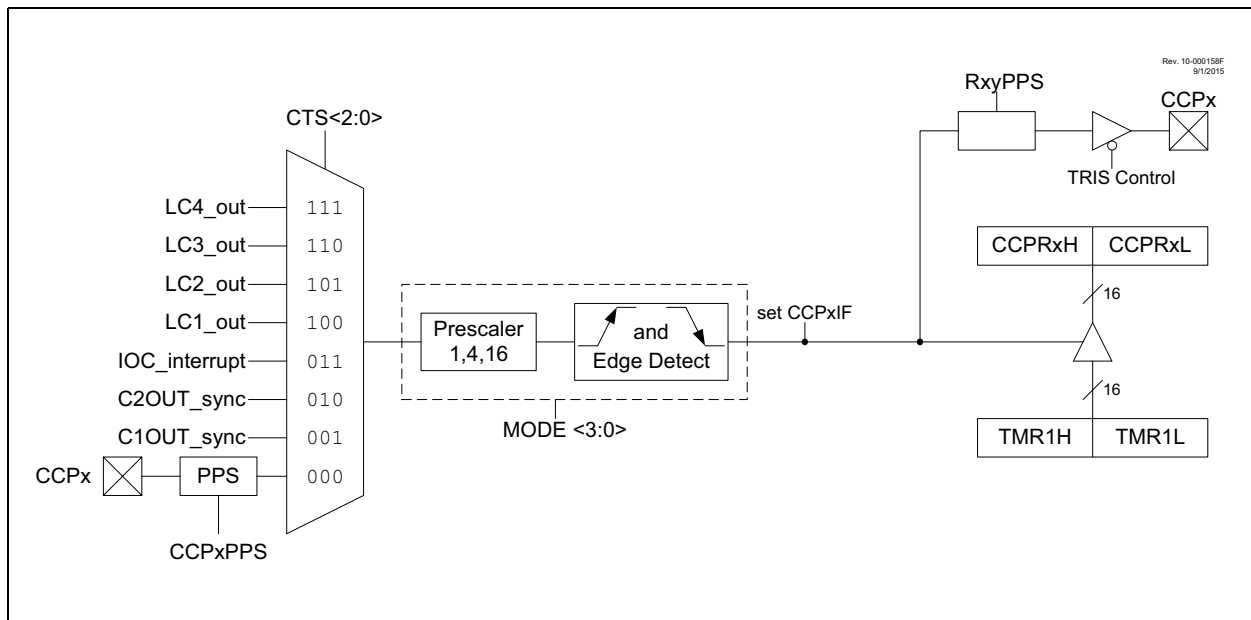 Rev. 10-000158F
9/1/2015
RxyPPS
CCPx
TRIS Control
CTS<2:0>
LC4_out
111
LC3_out
110
LC2_out
101
LC1_out
100
IOC_interrupt
011
C2OUT_sync
010
C1OUT_sync
001
CCPx
PPS
000
CCPxPPS
Prescaler
1,4,16
and
Edge Detect
MODE <3:0>
set CCPxIF
CCPRxH
CCPRxL
16
16
TMR1H
TMR1L